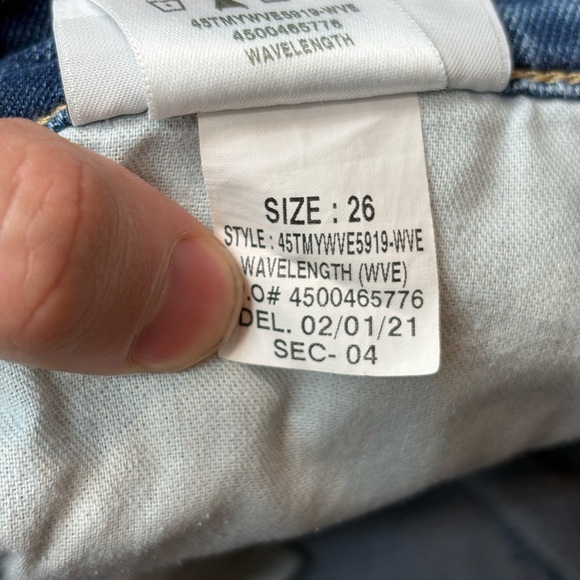 45TMYWVE5919-WVE
4500465776
WAVELENGTH
SIZE : 26
STYLE : 45TMYWVE5919-WVE
WAVELENGTH (WVE)
.O# 4500465776
DEL. 02/01/21
SEC- 04